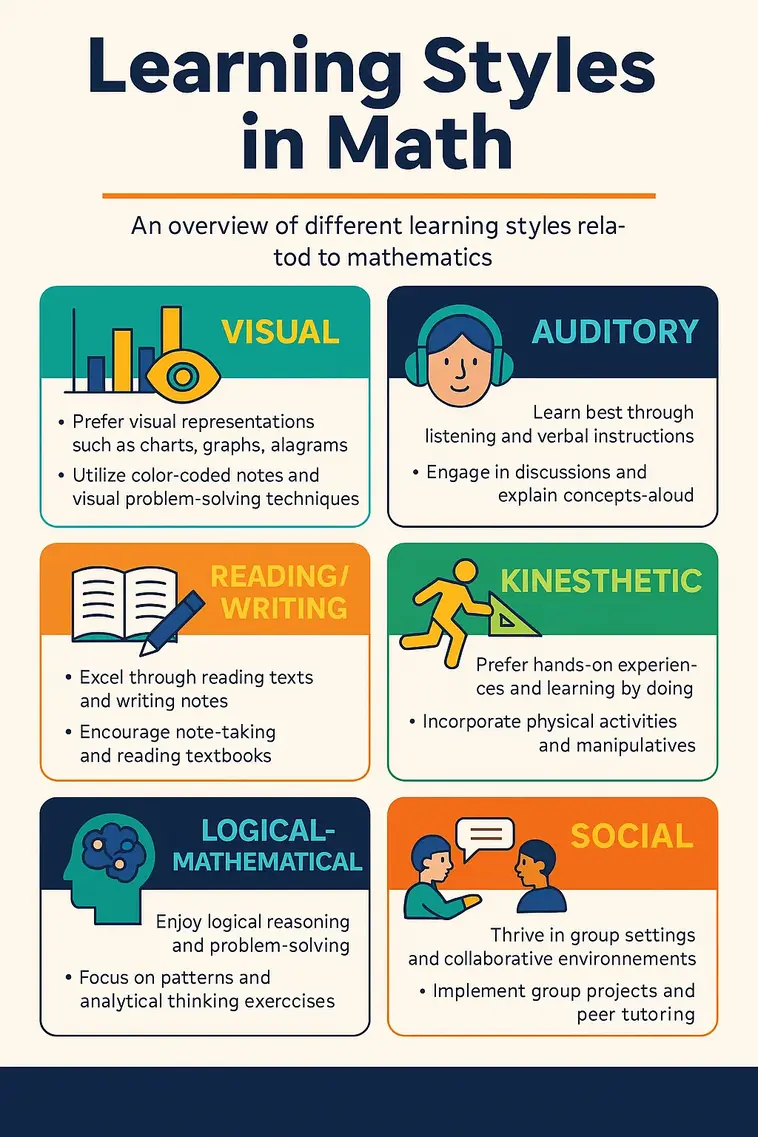 Learning Styles
in Math
An overview of different learning styles rela-
tod to mathematics
VISUAL
• Prefer visual representations
such as charts, graphs, alagrams
• Utilize color-coded notes and
visual problem-solving techniques
AUDITORY
Learn best through
listening and verbal instructions
• Engage in discussions and
explain concepts-aloud
READING/
WRITING
• Excel through reading texts
and writing notes
• Encourage note-taking
and reading textbooks
KINESTHETIC
Prefer hands-on experien-
ces and learning by doing
• Incorporate physical activities
and manipulatives
LOGICAL-
MATHEMATICAL
Enjoy logical reasoning
and problem-solving
• Focus on patterns and
analytical thinking exerccises
SOCIAL
Thrive in group settings
and collaborative environnements
• Implement group projects and
peer tutoring